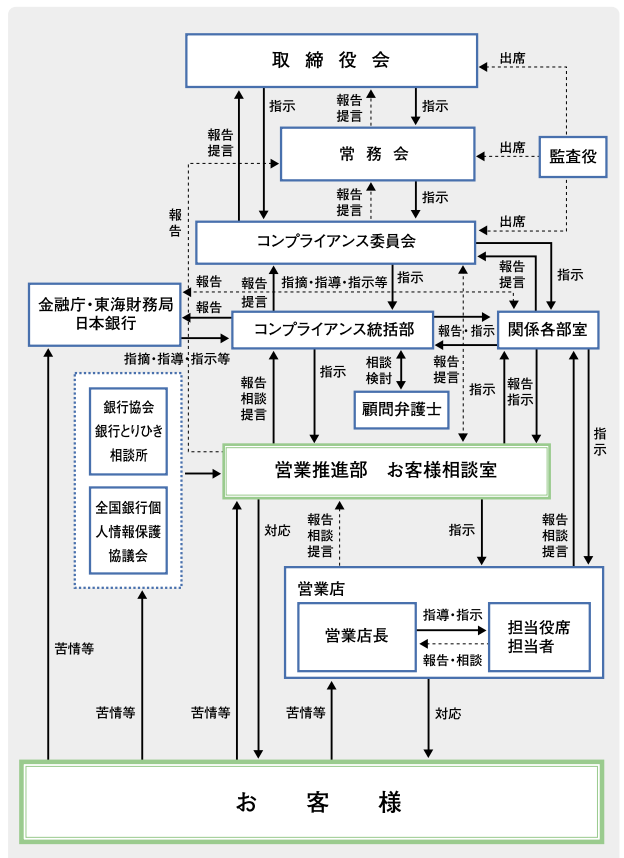 取締役会
出席
報告
提言
指示
報告
提言
指示
常務会
出席
監査役
報告
提言
指示
報告
出席
コンプライアンス委員会
報告
報告
提言
指摘・指導・指示等
指示
報告
提言
指示
金融庁・東海財務局
日本銀行
報告
コンプライアンス統括部
報告・指示
関係各部室
指摘・指導・指示等
指示
相談
検討
報告
提言
指示
報告
指示
報告
相談
提言
顧問弁護士
指示
銀行協会
銀行とりひき
相談所
営業推進部 お客様相談室
全国銀行個
人情報保護
協議会
対応
報告
相談
提言
指示
報告
相談
提言
営業店
営業店長
指導・指示
報告・相談
担当役席
担当者
苦情等
苦情等
苦情等
苦情等
対応
お客様